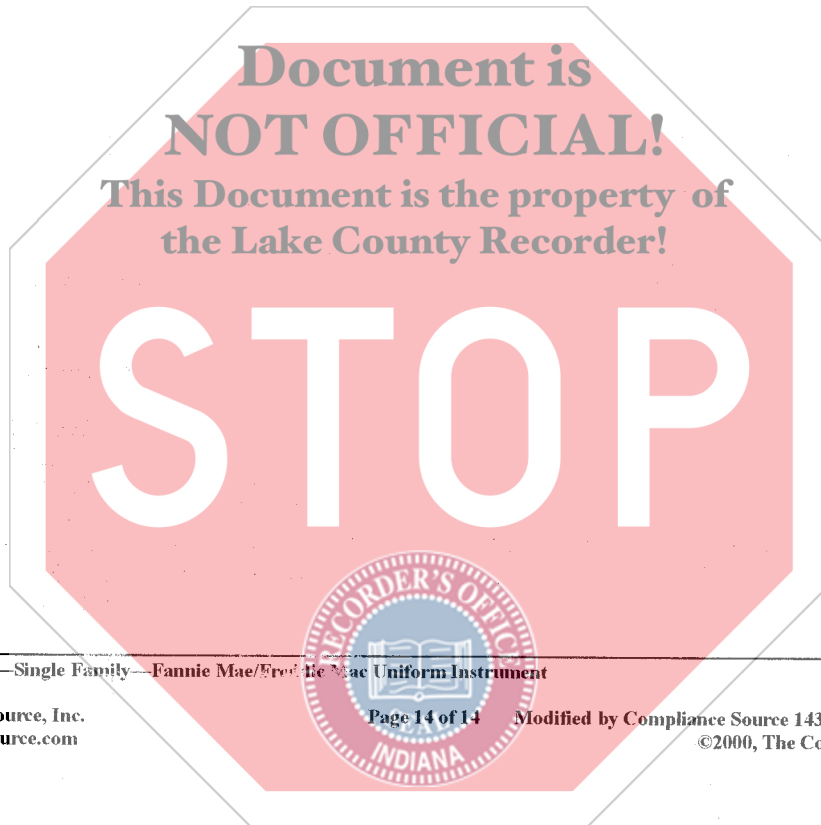 Document is
NOT OFFICIAL!
This Document is the property of
the Lake County Recorder!
STOP
RECORDER'S OFFICE
SEAL
INDIANA
—Single Family—Fannie Mae/Freddie Mac Uniform Instrument
ource, Inc. Page 14 of 14 Modified by Compliance Source 143
urce.com ©2000, The Co